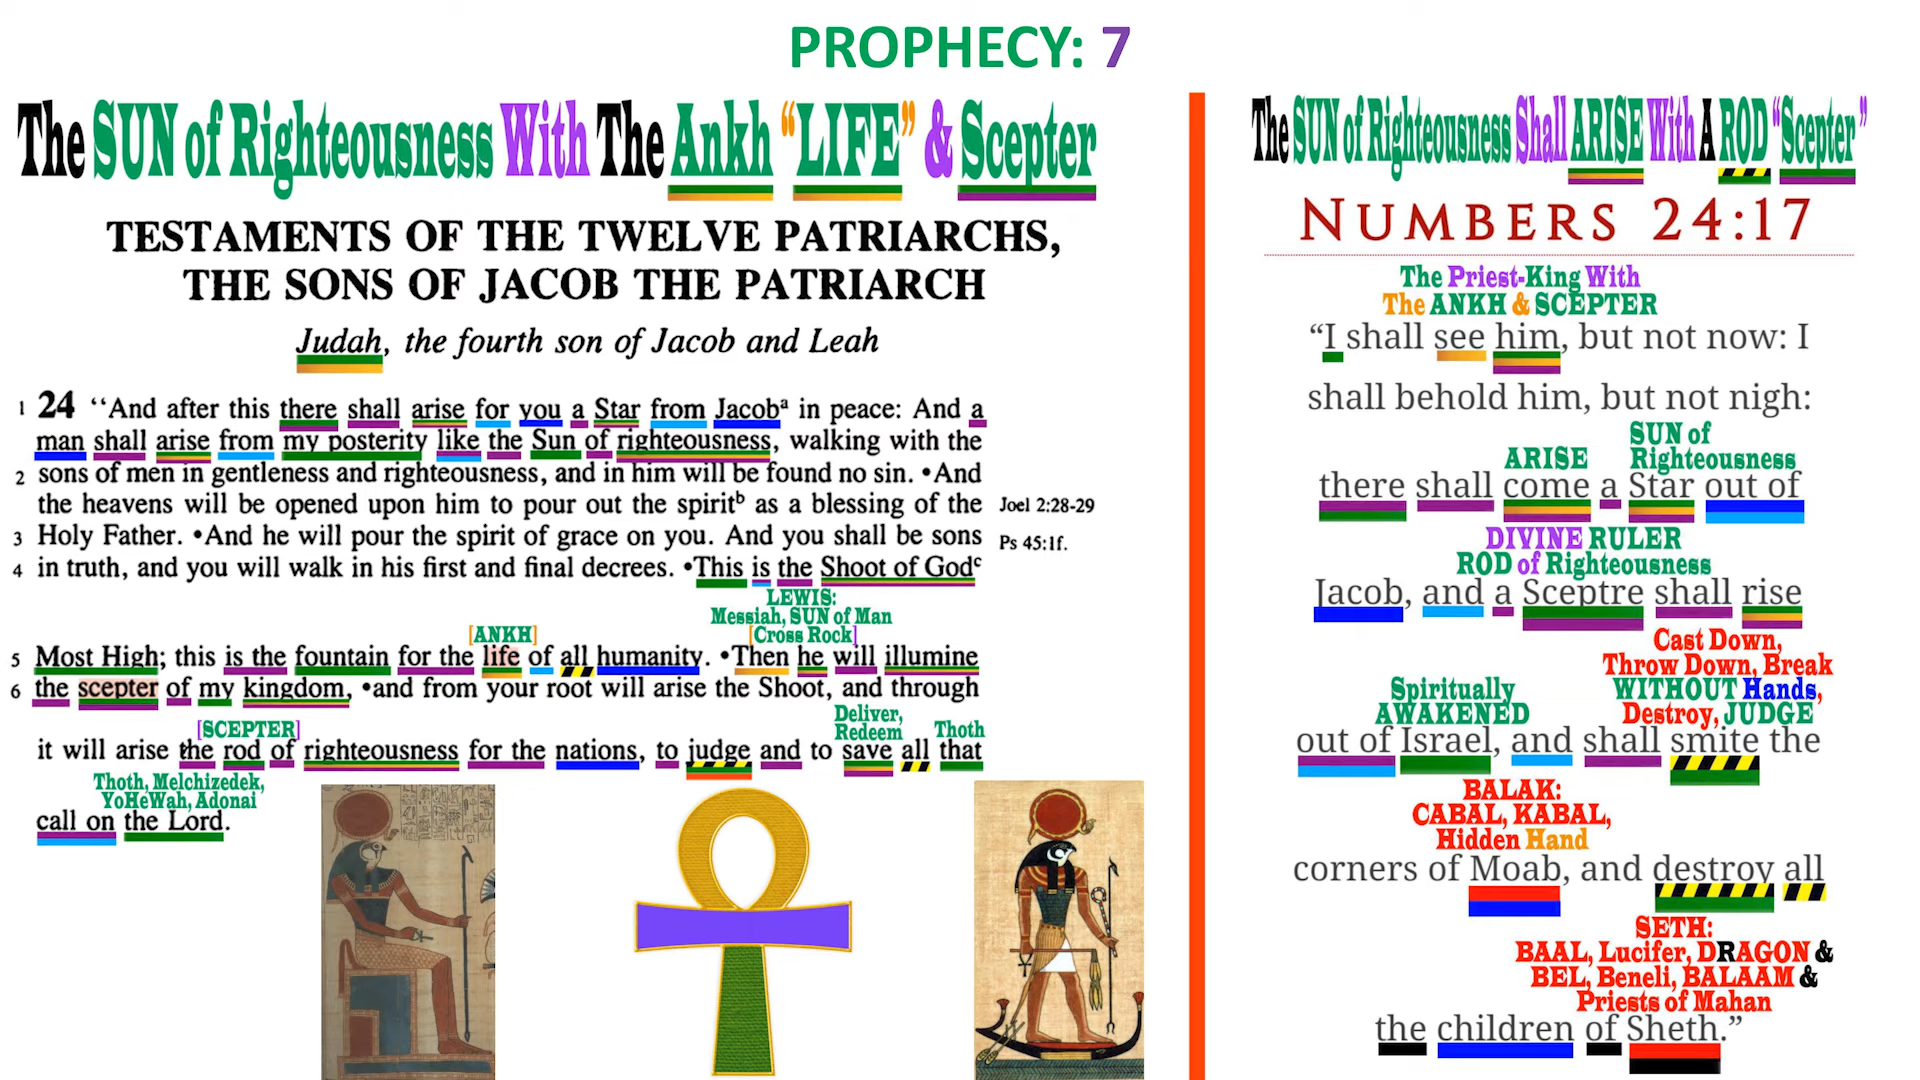 PROPHECY: 7
The SUN of Righteousness With The Ankh “LIFE” & Scepter
TESTAMENTS OF THE TWELVE PATRIARCHS,
THE SONS OF JACOB THE PATRIARCH
Judah, the fourth son of Jacob and Leah
1 24 “And after this there shall arise for you a Star from Jacobᵃ in peace: And a
man shall arise from my posterity like the Sun of righteousness, walking with the
2 sons of men in gentleness and righteousness, and in him will be found no sin. •And
the heavens will be opened upon him to pour out the spiritᵇ as a blessing of the Joel 2:28-29
3 Holy Father. •And he will pour the spirit of grace on you. And you shall be sons Ps 45:1f.
4 in truth, and you will walk in his first and final decrees. •This is the Shoot of Godᶜ
LEWIS:
Messiah, SUN of Man
[ANKH] [Cross Rock]
5 Most High; this is the fountain for the life of all humanity. •Then he will illumine
6 the scepter of my kingdom, •and from your root will arise the Shoot, and through
[SCEPTER] Deliver, Redeem Thoth
it will arise the rod of righteousness for the nations, to judge and to save all that
Thoth, Melchizedek,
YoHeWah, Adonai
call on the Lord.
The SUN of Righteousness Shall ARISE With A ROD “Scepter”
NUMBERS 24:17
The Priest-King With
The ANKH & SCEPTER
“I shall see him, but not now: I
shall behold him, but not nigh:
ARISE SUN of Righteousness
there shall come a Star out of
DIVINE RULER
ROD of Righteousness
Jacob, and a Sceptre shall rise
Cast Down,
Throw Down, Break
WITHOUT Hands,
Destroy, JUDGE
Spiritually
AWAKENED
out of Israel, and shall smite the
BALAK:
CABAL, KABAL,
Hidden Hand
corners of Moab, and destroy all
SETH:
BAAL, Lucifer, DRAGON &
BEL, Beneli, BALAAM &
Priests of Mahan
the children of Sheth.”